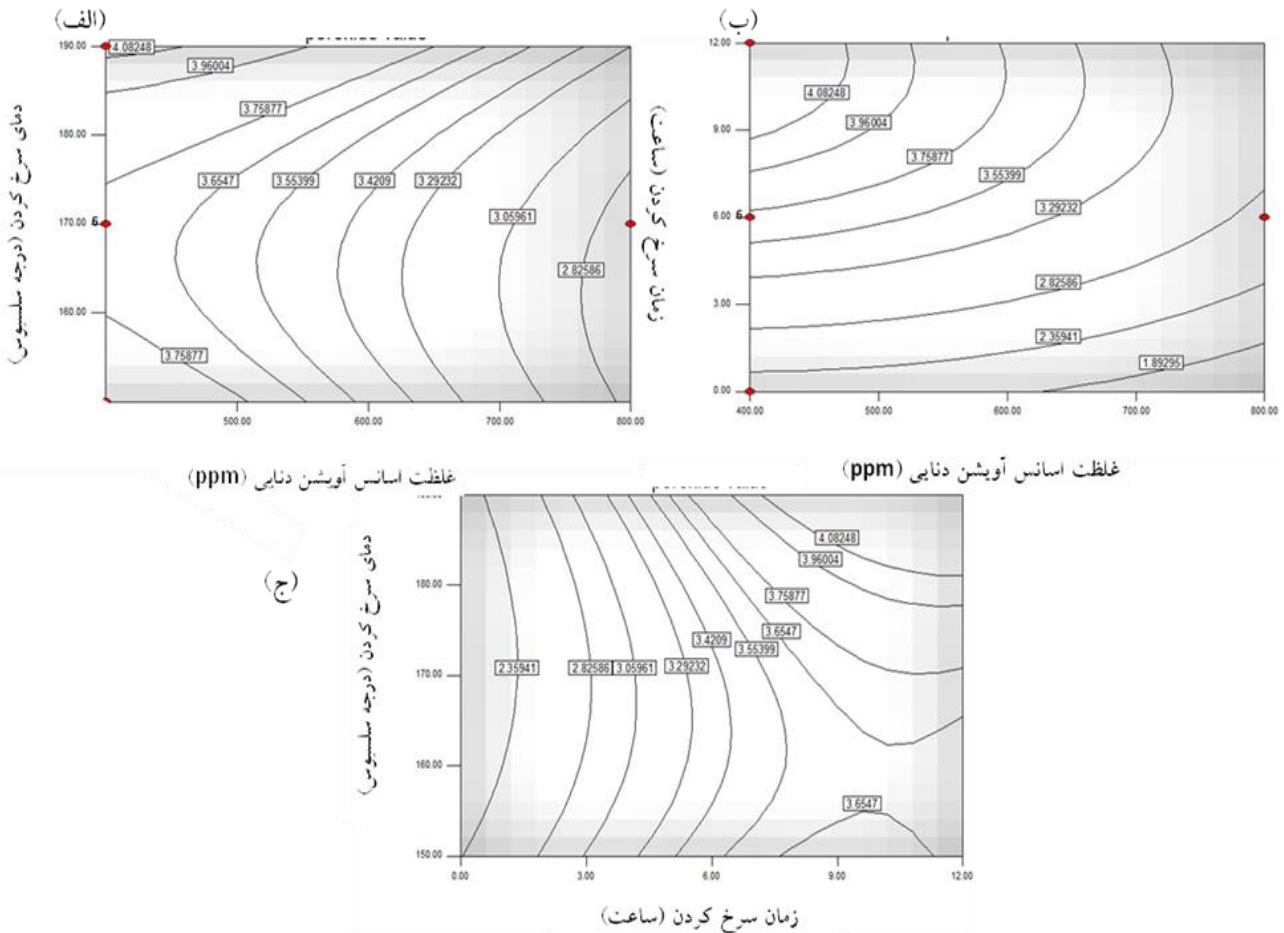 (الف)
190.00
4.08248
3.96004
3.75877
180.00
3.6547
3.55399
3.4209
3.29232
170.00 6
3.05961
2.82586
160.00
3.75877
500.00 600.00 700.00 800.00
دمای سرخ کردن (درجه سلسیوس)
غلظت اسانس آویشن دنایی (ppm)
(ب)
12.00
4.08248
9.00
3.96004
3.75877
3.55399
6.00 6
3.29232
2.82586
3.00
2.35941
1.89295
0.00
400.00 500.00 600.00 700.00 800.00
زمان سرخ کردن (ساعت)
غلظت اسانس آویشن دنایی (ppm)
(ج)
4.08248
3.96004
180.00
3.75877
3.6547
3.4209
3.55399
170.00
2.35941 2.82586 3.05961 3.29232
160.00
3.6547
150.00
0.00 3.00 6.00 9.00 12.00
دمای سرخ کردن (درجه سلسیوس)
زمان سرخ کردن (ساعت)